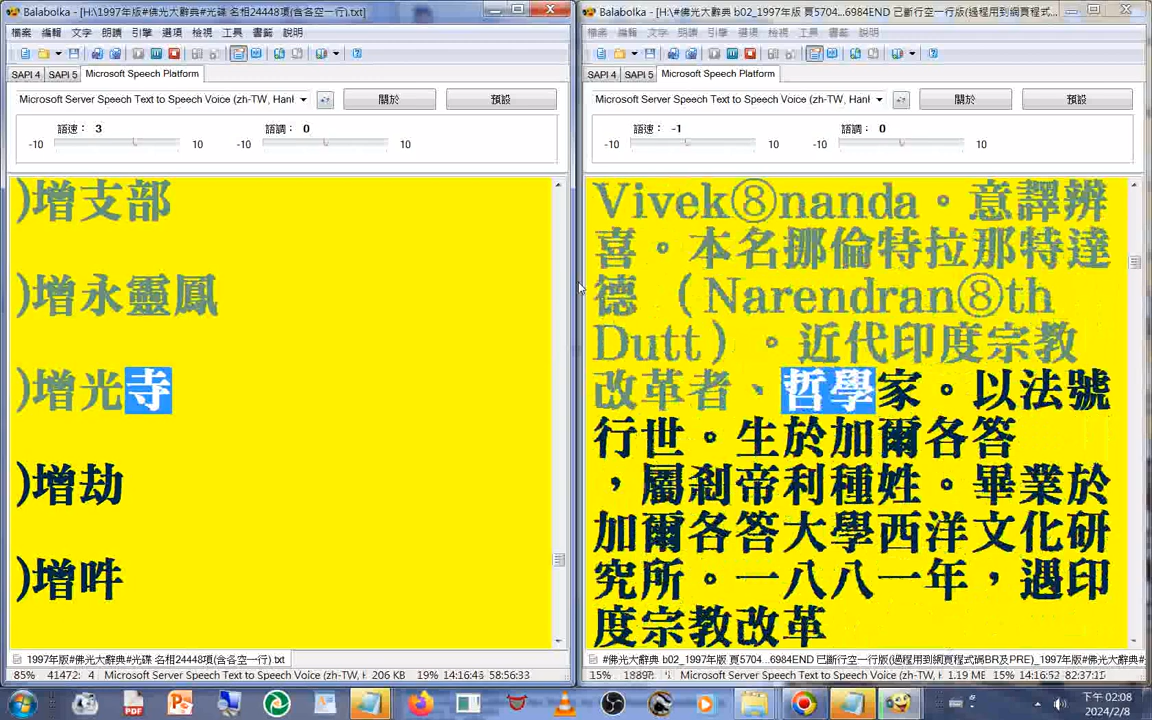 Balabolka - [H:\1997年版#佛光大辭典#光碟 名相24448項(含各空一行).txt]
檔案 編輯 文字 朗讀 引擎 選項 檢視 工具 書籤 說明
SAPI 4 SAPI 5 Microsoft Speech Platform
Microsoft Server Speech Text to Speech Voice (zh-TW, Hanl
關於 預設
語速： 3 語調： 0
-10 10 -10 10
)增支部
)增永靈鳳
)增光寺
)增劫
)增吽
1997年版#佛光大辭典#光碟 名相24448項(含各空一行).txt
85% 41472: 4 Microsoft Server Speech Text to Speech Voice (zh-TW, 206 KB 14:16:45 58:56:33
Balabolka - [H:\#佛光大辭典 b02_1997年版 頁5704...6984END 已斷行空一行版(過程用到網頁程式...
檔案 編輯 文字 朗讀 引擎 選項 檢視 工具 書籤 說明
SAPI 4 SAPI 5 Microsoft Speech Platform
Microsoft Server Speech Text to Speech Voice (zh-TW, Hanl
關於 預設
語速： -1 語調： 0
-10 10 -10 10
Vivek⑧nanda。意譯辨
喜。本名挪倫特拉那特達
德（Narendran⑧th
Dutt）。近代印度宗教
改革者、哲學家。以法號
行世。生於加爾各答
，屬剎帝利種姓。畢業於
加爾各答大學西洋文化研
究所。一八八一年，遇印
度宗教改革
#佛光大辭典 b02_1997年版 頁5704...6984END 已斷行空一行版(過程用到網頁程式碼BR及PRE)_1997年版#
15% Microsoft Server Speech Text to Speech Voice (zh-TW, 1.19 ME 15% 14:16:52 82:37:11
下午 02:08
2024/2/8